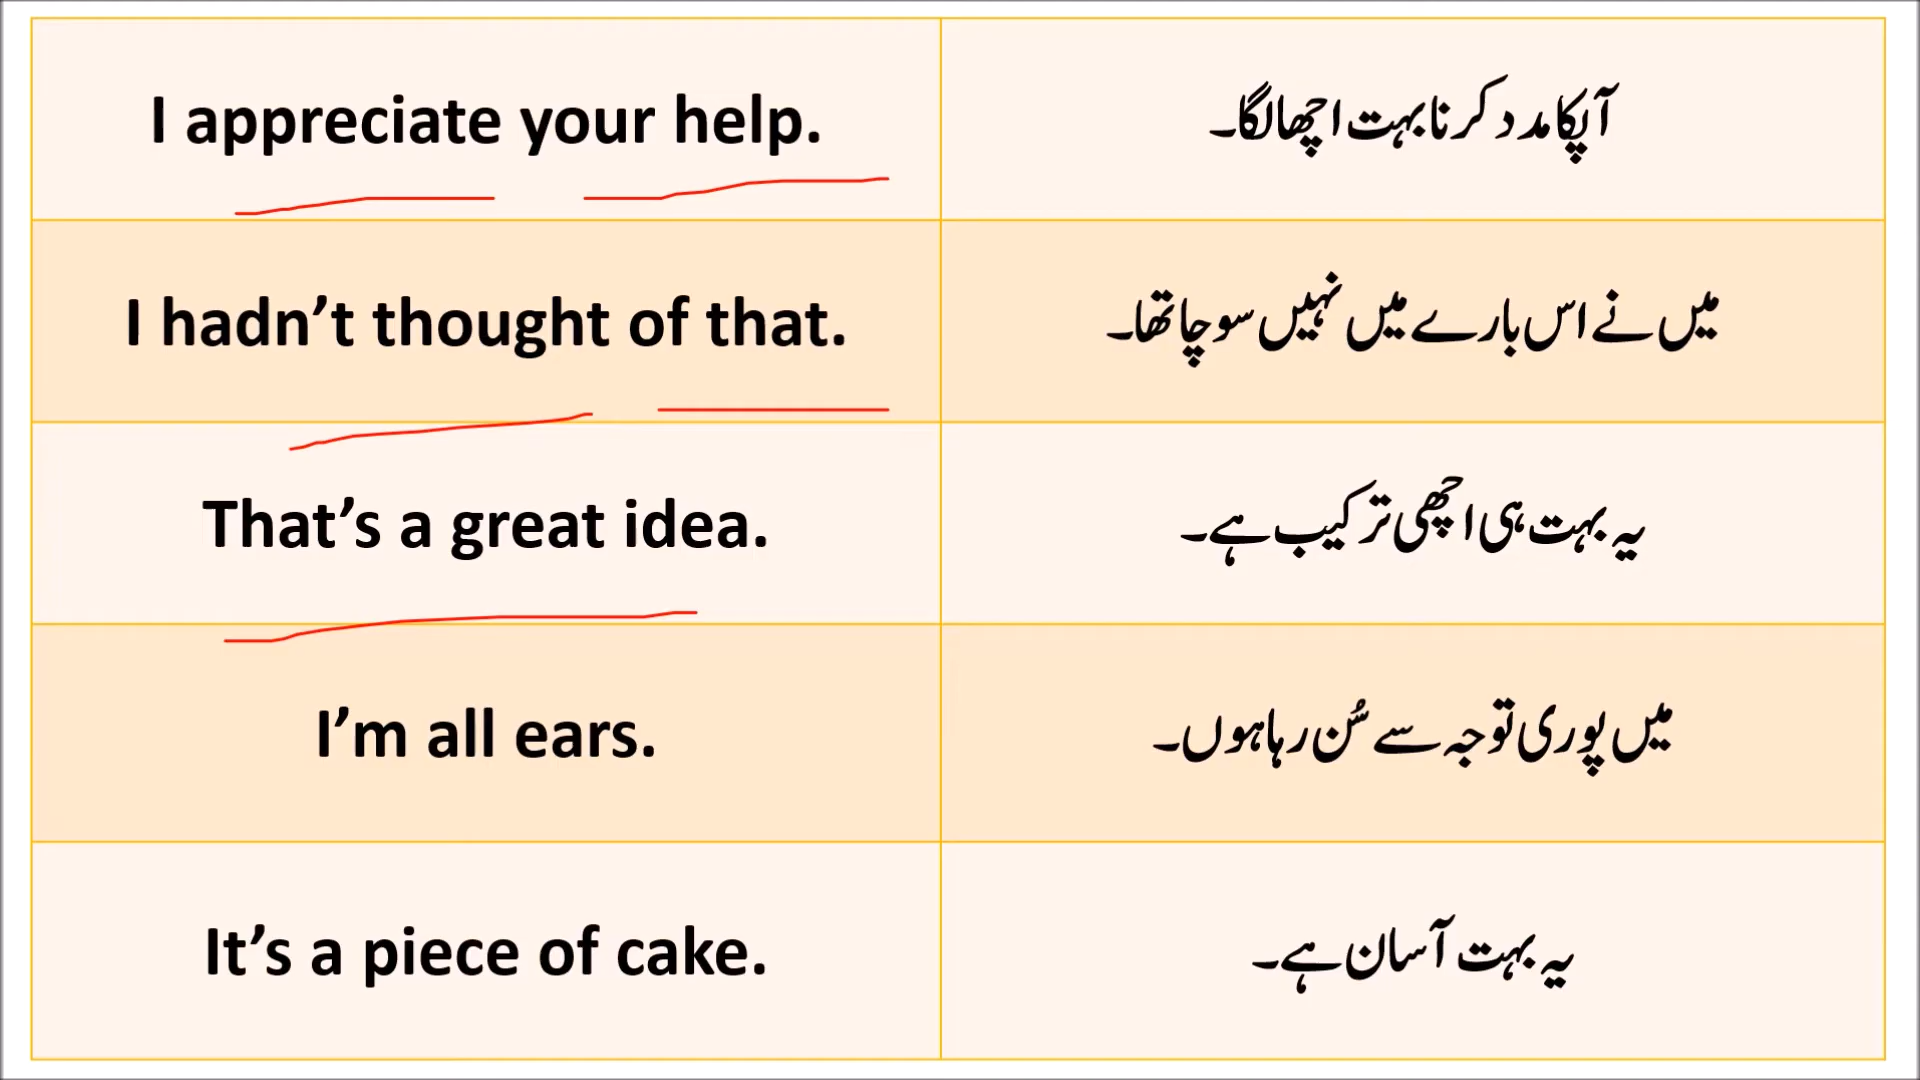 I appreciate your help.
آپکا مدد کرنا بہت اچھا لگا۔
I hadn’t thought of that.
میں نے اس بارے میں نہیں سوچا تھا۔
That’s a great idea.
یہ بہت ہی اچھی ترکیب ہے۔
I’m all ears.
میں پوری توجہ سے سُن رہا ہوں۔
It’s a piece of cake.
یہ بہت آسان ہے۔